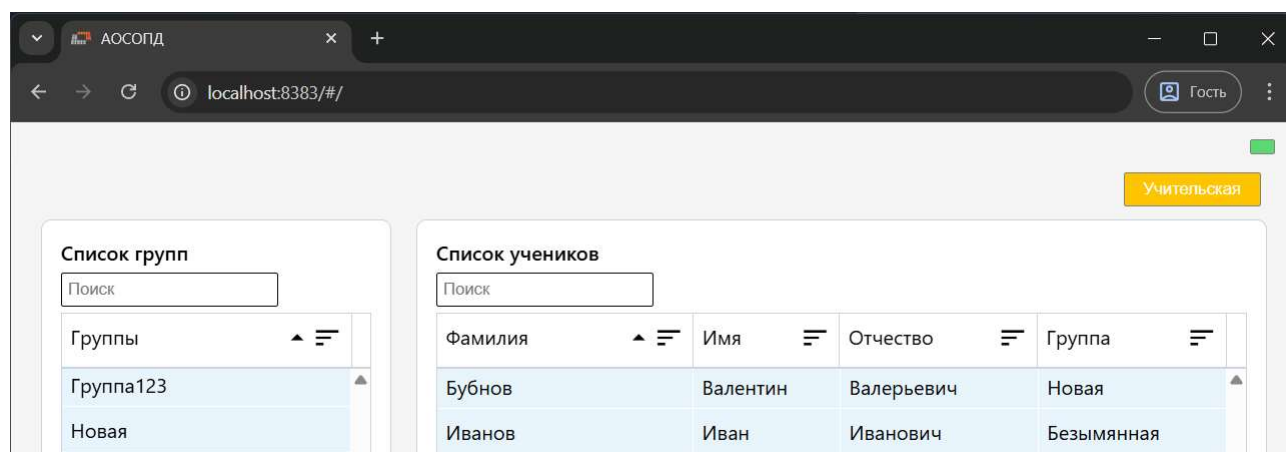 АОСОПД
localhost:8383/#/
Гость
Учительская
Список групп
Поиск
Группы
Группа123
Новая
Список учеников
Поиск
Фамилия Имя Отчество Группа
Бубнов Валентин Валерьевич Новая
Иванов Иван Иванович Безымянная